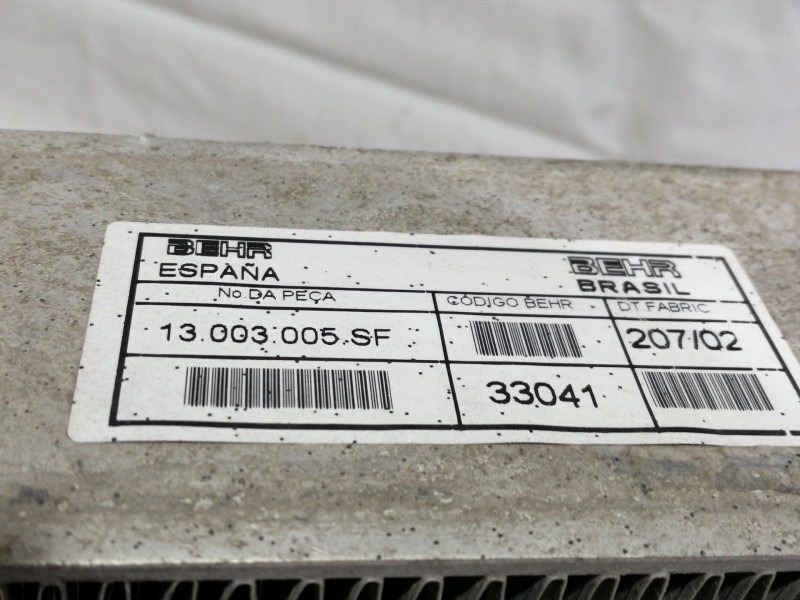 BEHR
ESPAÑA
BEHR
BRASIL
No.DA PEÇA
CÓDIGO BEHR
DT.FABRIC
13.003.005.SF
207/02
33041